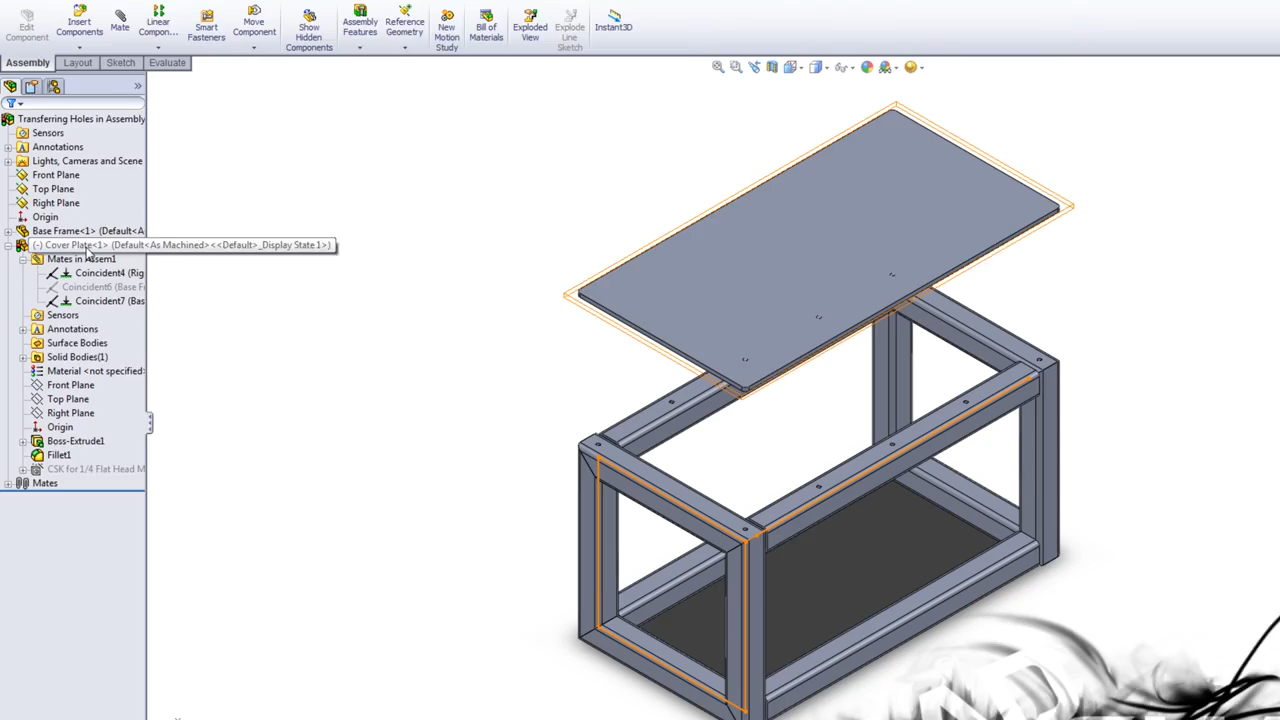 Edit Component
Insert Components
Mate
Linear Compon...
Smart Fasteners
Move Component
Show Hidden Components
Assembly Features
Reference Geometry
New Motion Study
Bill of Materials
Exploded View
Explode Line Sketch
Instant3D
Assembly
Layout
Sketch
Evaluate
Transferring Holes in Assembly
Sensors
Annotations
Lights, Cameras and Scene
Front Plane
Top Plane
Right Plane
Origin
Base Frame<1> (Default<A
(-) Cover Plate<1> (Default<As Machined><<Default>_Display State 1>)
Mates in Assem1
Coincident4 (Rig
Coincident6 (Base Fr
Coincident7 (Bas
Sensors
Annotations
Surface Bodies
Solid Bodies(1)
Material <not specified>
Front Plane
Top Plane
Right Plane
Origin
Boss-Extrude1
Fillet1
CSK for 1/4 Flat Head M
Mates